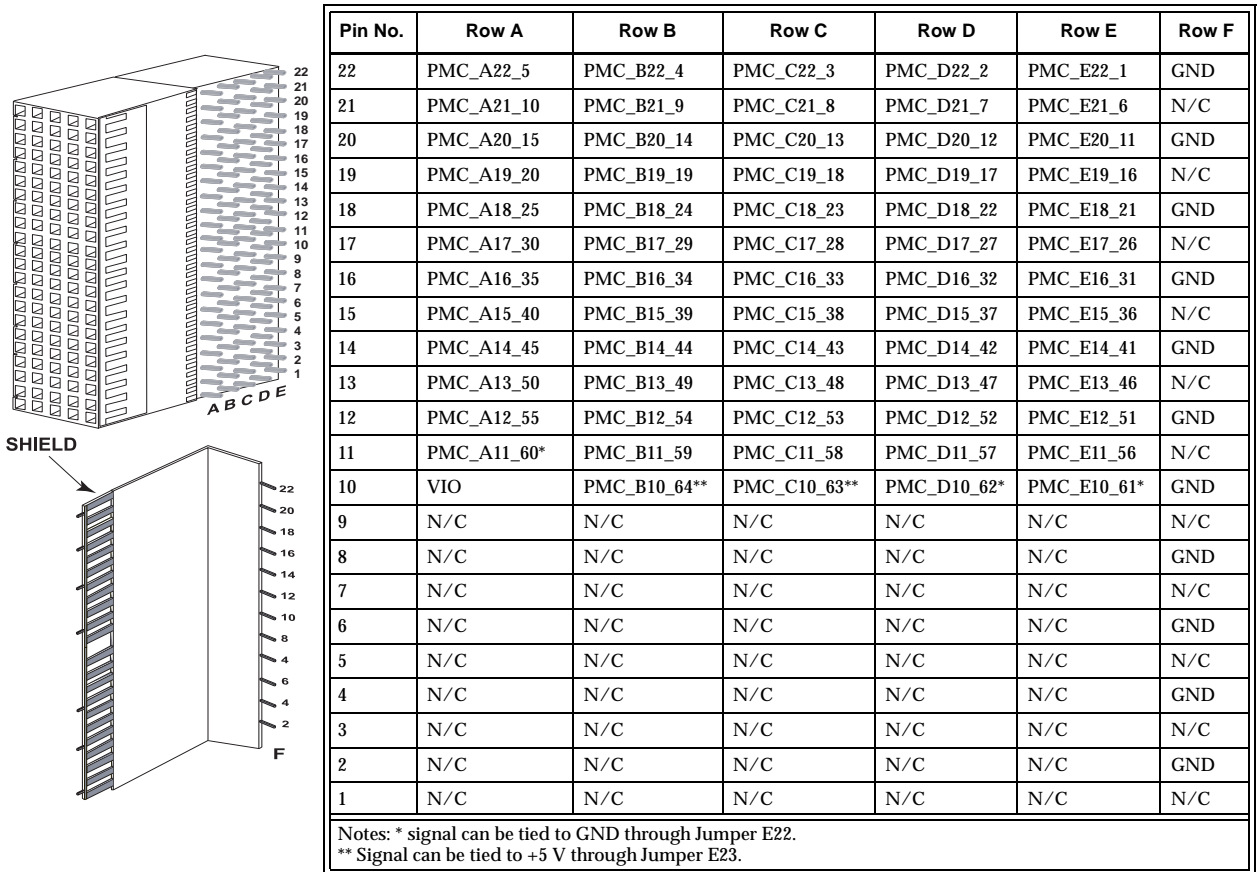 22
21
20
19
18
17
16
15
14
13
12
11
10
9
8
7
6
5
4
3
2
1
A B C D E
SHIELD
22
20
18
16
14
12
10
8
4
6
4
2
F
Pin No. Row A Row B Row C Row D Row E Row F
22 PMC_A22_5 PMC_B22_4 PMC_C22_3 PMC_D22_2 PMC_E22_1 GND
21 PMC_A21_10 PMC_B21_9 PMC_C21_8 PMC_D21_7 PMC_E21_6 N/C
20 PMC_A20_15 PMC_B20_14 PMC_C20_13 PMC_D20_12 PMC_E20_11 GND
19 PMC_A19_20 PMC_B19_19 PMC_C19_18 PMC_D19_17 PMC_E19_16 N/C
18 PMC_A18_25 PMC_B18_24 PMC_C18_23 PMC_D18_22 PMC_E18_21 GND
17 PMC_A17_30 PMC_B17_29 PMC_C17_28 PMC_D17_27 PMC_E17_26 N/C
16 PMC_A16_35 PMC_B16_34 PMC_C16_33 PMC_D16_32 PMC_E16_31 GND
15 PMC_A15_40 PMC_B15_39 PMC_C15_38 PMC_D15_37 PMC_E15_36 N/C
14 PMC_A14_45 PMC_B14_44 PMC_C14_43 PMC_D14_42 PMC_E14_41 GND
13 PMC_A13_50 PMC_B13_49 PMC_C13_48 PMC_D13_47 PMC_E13_46 N/C
12 PMC_A12_55 PMC_B12_54 PMC_C12_53 PMC_D12_52 PMC_E12_51 GND
11 PMC_A11_60* PMC_B11_59 PMC_C11_58 PMC_D11_57 PMC_E11_56 N/C
10 VIO PMC_B10_64** PMC_C10_63** PMC_D10_62* PMC_E10_61* GND
9 N/C N/C N/C N/C N/C N/C
8 N/C N/C N/C N/C N/C GND
7 N/C N/C N/C N/C N/C N/C
6 N/C N/C N/C N/C N/C GND
5 N/C N/C N/C N/C N/C N/C
4 N/C N/C N/C N/C N/C GND
3 N/C N/C N/C N/C N/C N/C
2 N/C N/C N/C N/C N/C GND
1 N/C N/C N/C N/C N/C N/C
Notes: * signal can be tied to GND through Jumper E22.
** Signal can be tied to +5 V through Jumper E23.